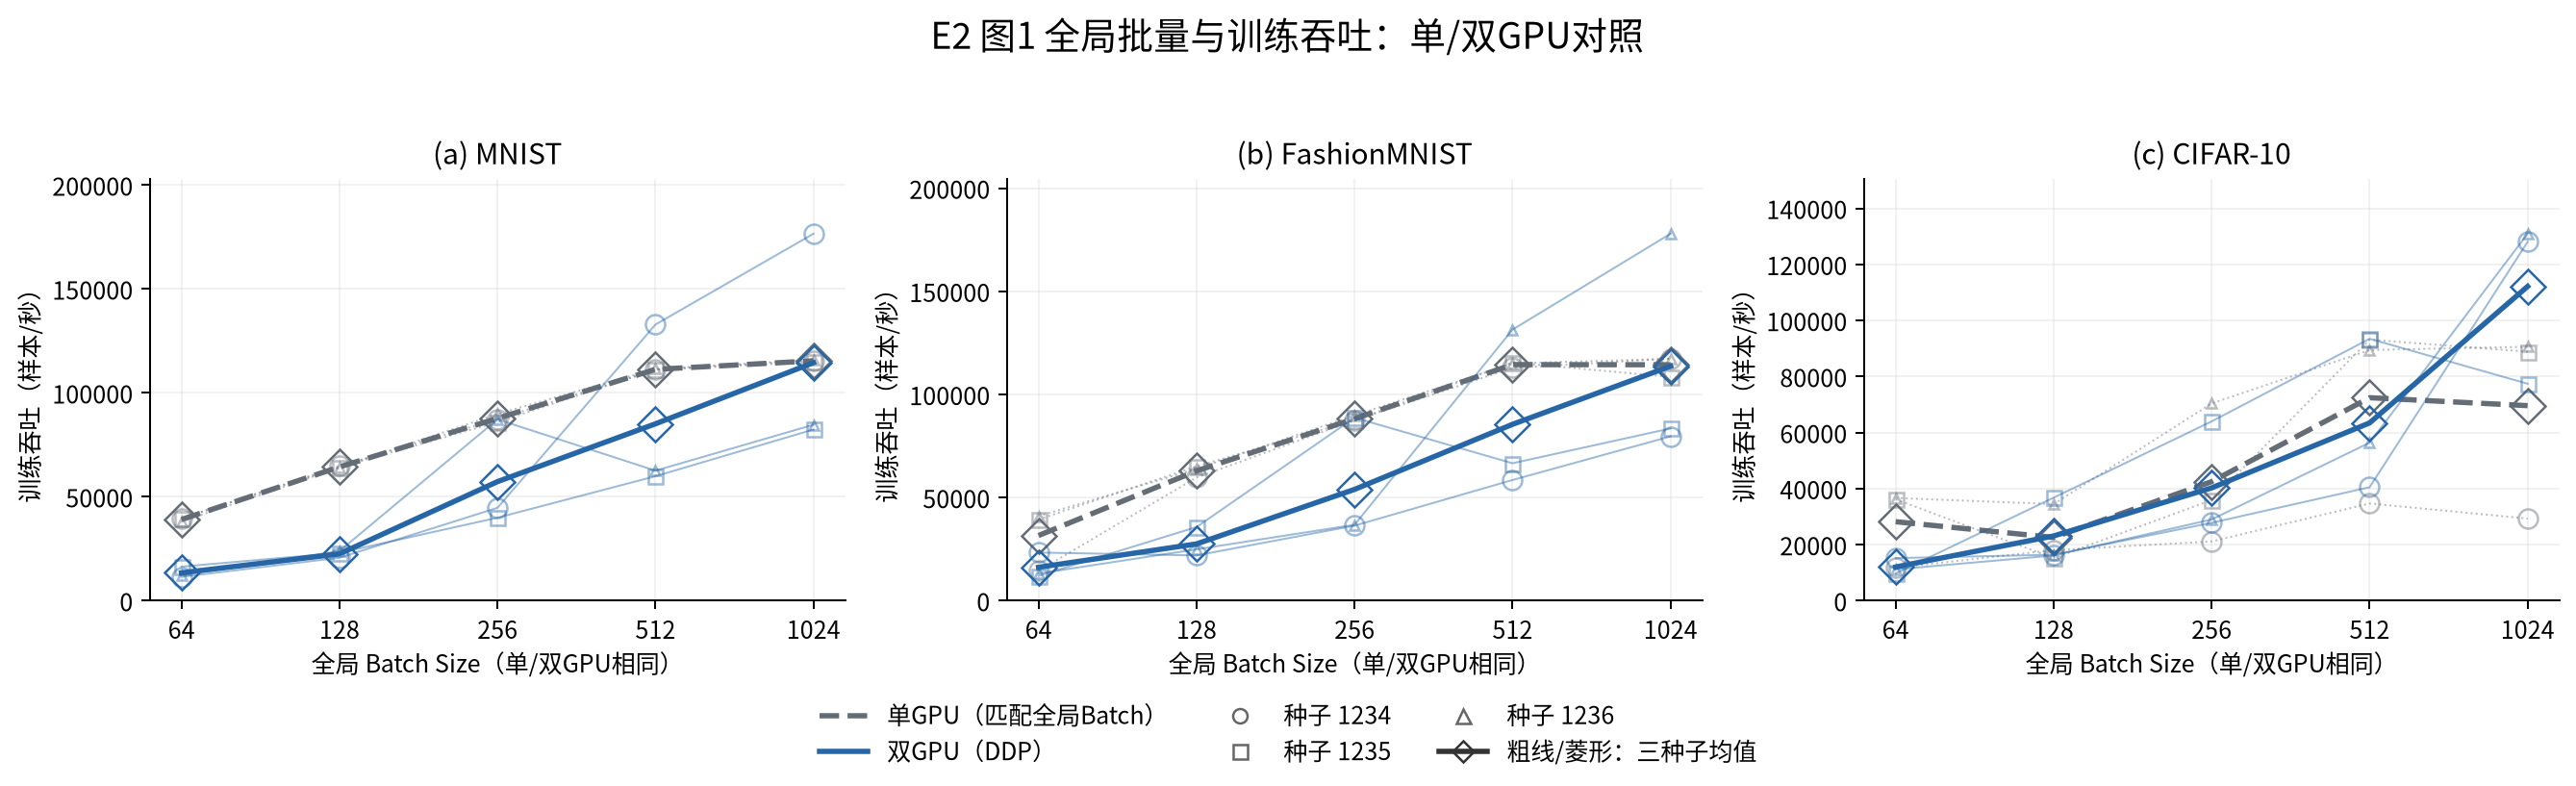 E2 图1 全局批量与训练吞吐：单/双GPU对照
(a) MNIST
训练吞吐（样本/秒）
200000
150000
100000
50000
0
64 128 256 512 1024
全局 Batch Size（单/双GPU相同）
(b) FashionMNIST
训练吞吐（样本/秒）
200000
150000
100000
50000
0
64 128 256 512 1024
全局 Batch Size（单/双GPU相同）
(c) CIFAR-10
训练吞吐（样本/秒）
140000
120000
100000
80000
60000
40000
20000
0
64 128 256 512 1024
全局 Batch Size（单/双GPU相同）
单GPU（匹配全局Batch）
双GPU（DDP）
种子 1234
种子 1235
种子 1236
粗线/菱形：三种子均值